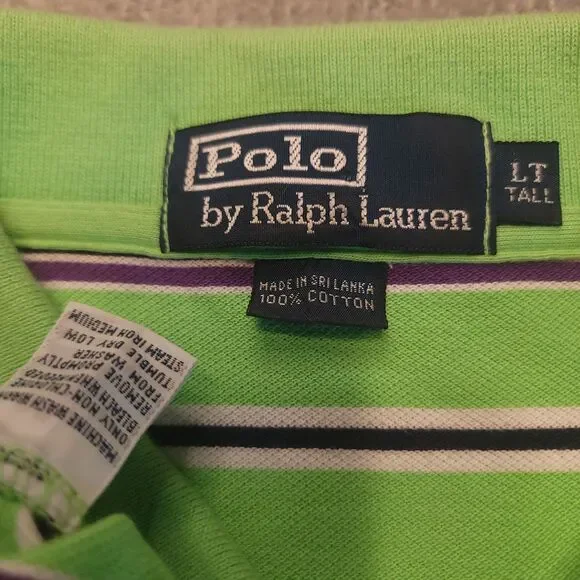 Polo
by Ralph Lauren
LT
TALL
MADE IN SRI LANKA
100% COTTON
MACHINE WASH WARM
ONLY NON-CHLORINE
BLEACH WHEN NEEDED
REMOVE PROMPTLY
FROM WASHER
TUMBLE DRY LOW
STEAM IRON MEDIUM